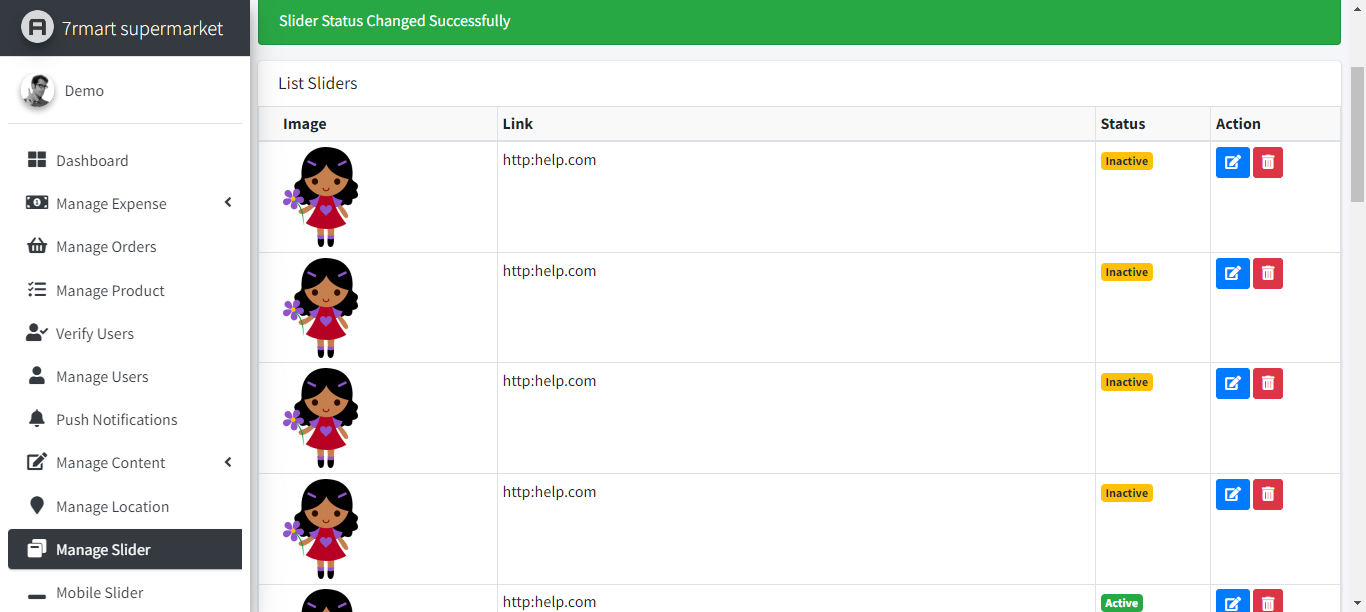 7rmart supermarket
Demo
Dashboard
Manage Expense
Manage Orders
Manage Product
Verify Users
Manage Users
Push Notifications
Manage Content
Manage Location
Manage Slider
Mobile Slider
Slider Status Changed Successfully
List Sliders
Image Link Status Action
http:help.com Inactive
http:help.com Inactive
http:help.com Inactive
http:help.com Inactive
http:help.com Active